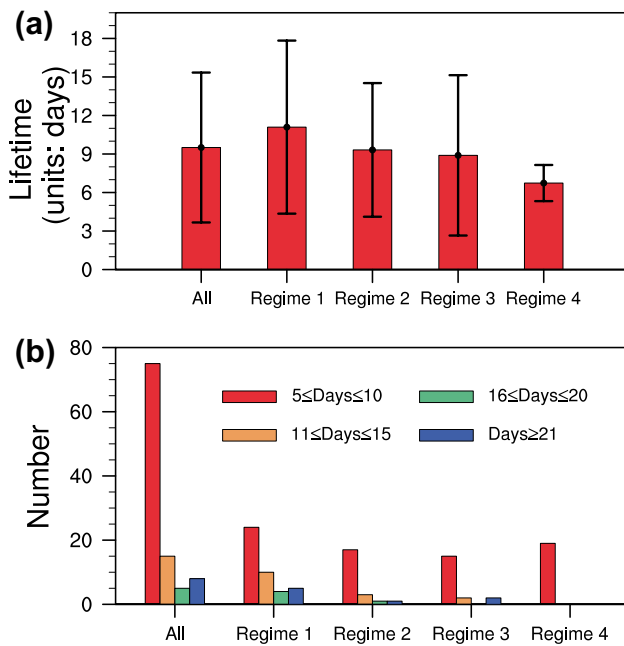 (a)
Lifetime
(units: days)
18
15
12
9
6
3
0
All Regime 1 Regime 2 Regime 3 Regime 4
(b)
Number
80
60
40
20
0
5≤Days≤10 16≤Days≤20
11≤Days≤15 Days≥21
All Regime 1 Regime 2 Regime 3 Regime 4